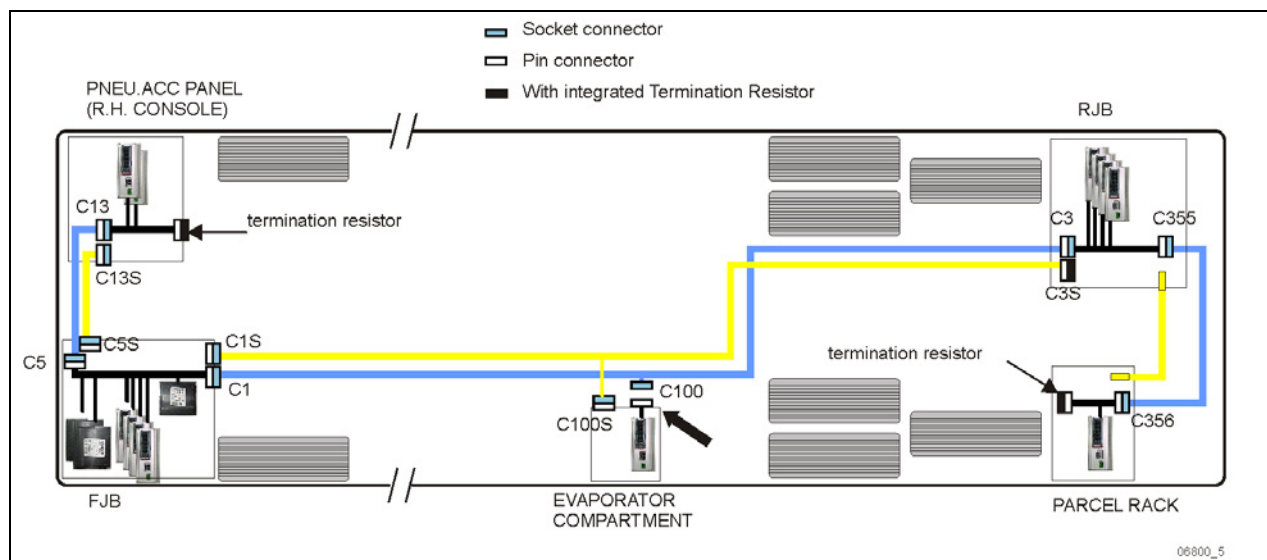 Socket connector
Pin connector
With integrated Termination Resistor
PNEU.ACC PANEL
(R.H. CONSOLE)
RJB
C13
termination resistor
C3
C355
C13S
C3S
C5
C5S
C1S
C1
termination resistor
C100
C100S
C356
FJB
EVAPORATOR
COMPARTMENT
PARCEL RACK
06800_5